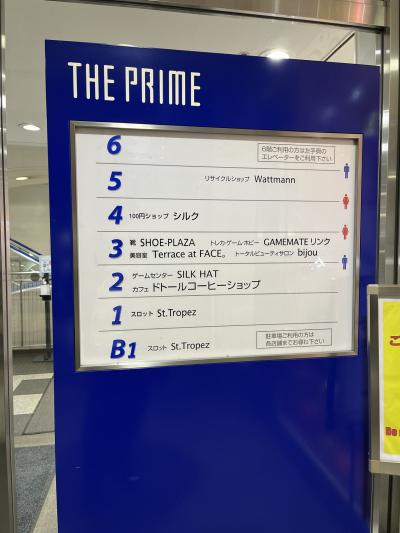 THE PRIME
6
6階ご利用の方は左手奥の
エレベーターをご利用下さい
5 リサイクルショップ Wattmann
4 100円ショップ シルク
3 靴 SHOE-PLAZA トレカ・ゲーム・ホビー GAMEMATE リンク
美容室 Terrace at FACE。 トータルビューティサロン bijou
2 ゲームセンター SILK HAT
カフェ ドトールコーヒーショップ
1 スロット St.Tropez
B1 スロット St.Tropez
駐車場ご利用の方は
各店舗までお尋ね下さい